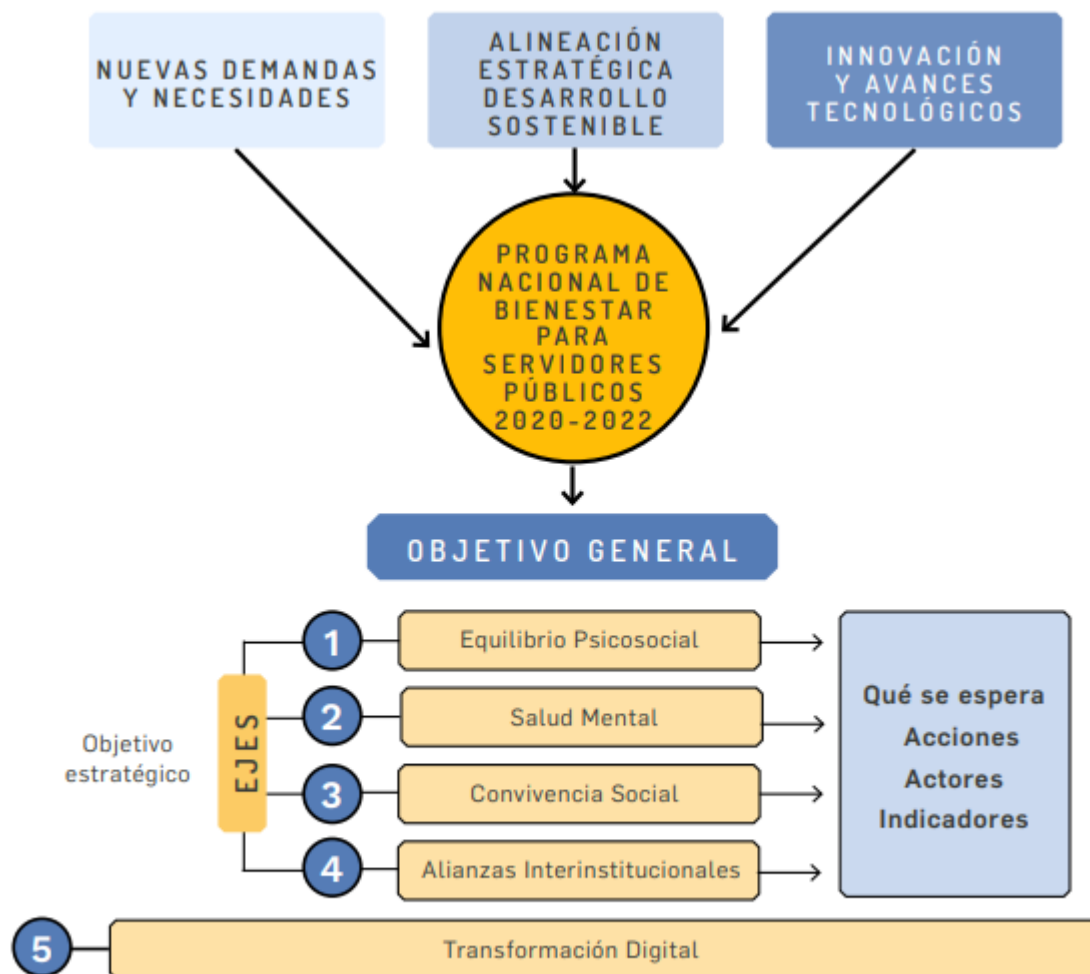 NUEVAS DEMANDAS
Y NECESIDADES
ALINEACIÓN
ESTRATÉGICA
DESARROLLO
SOSTENIBLE
INNOVACIÓN
Y AVANCES
TECNOLÓGICOS
PROGRAMA
NACIONAL DE
BIENESTAR
PARA
SERVIDORES
PÚBLICOS
2020-2022
OBJETIVO GENERAL
Objetivo
estratégico
EJES
1
Equilibrio Psicosocial
2
Salud Mental
3
Convivencia Social
4
Alianzas Interinstitucionales
Qué se espera
Acciones
Actores
Indicadores
5
Transformación Digital